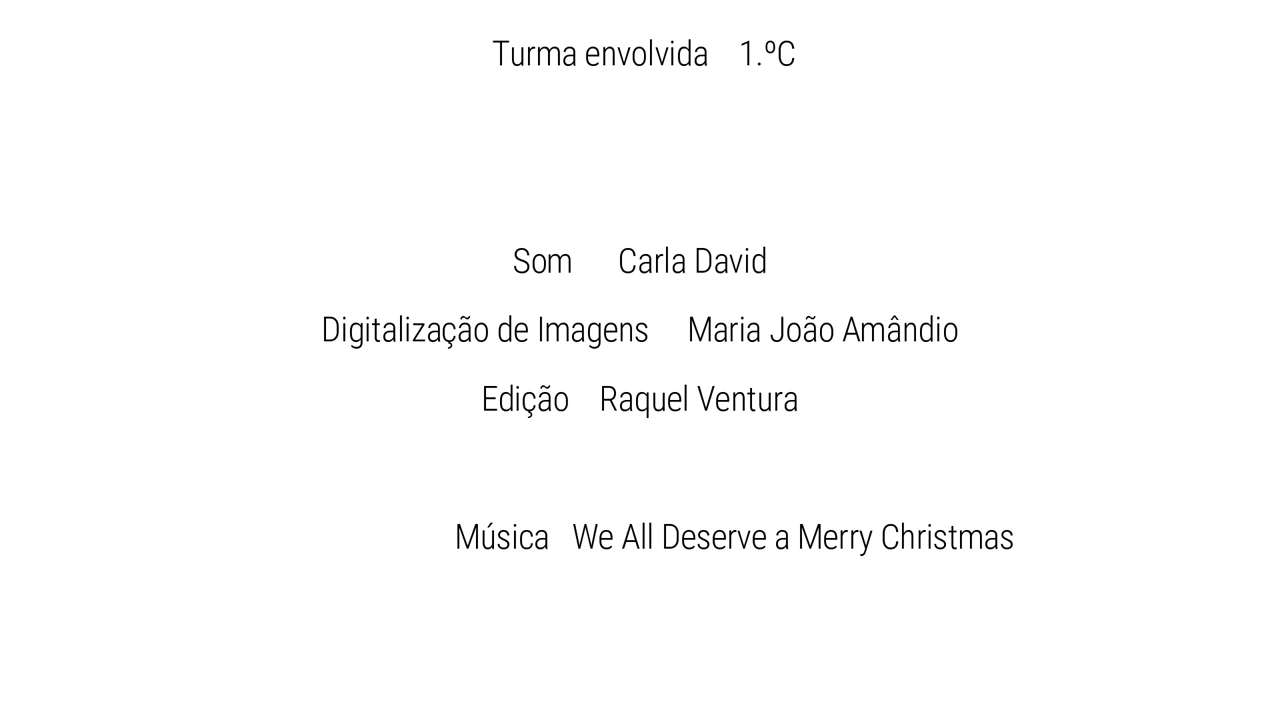 Turma envolvida 1.ºC
Som Carla David
Digitalização de Imagens Maria João Amândio
Edição Raquel Ventura
Música We All Deserve a Merry Christmas